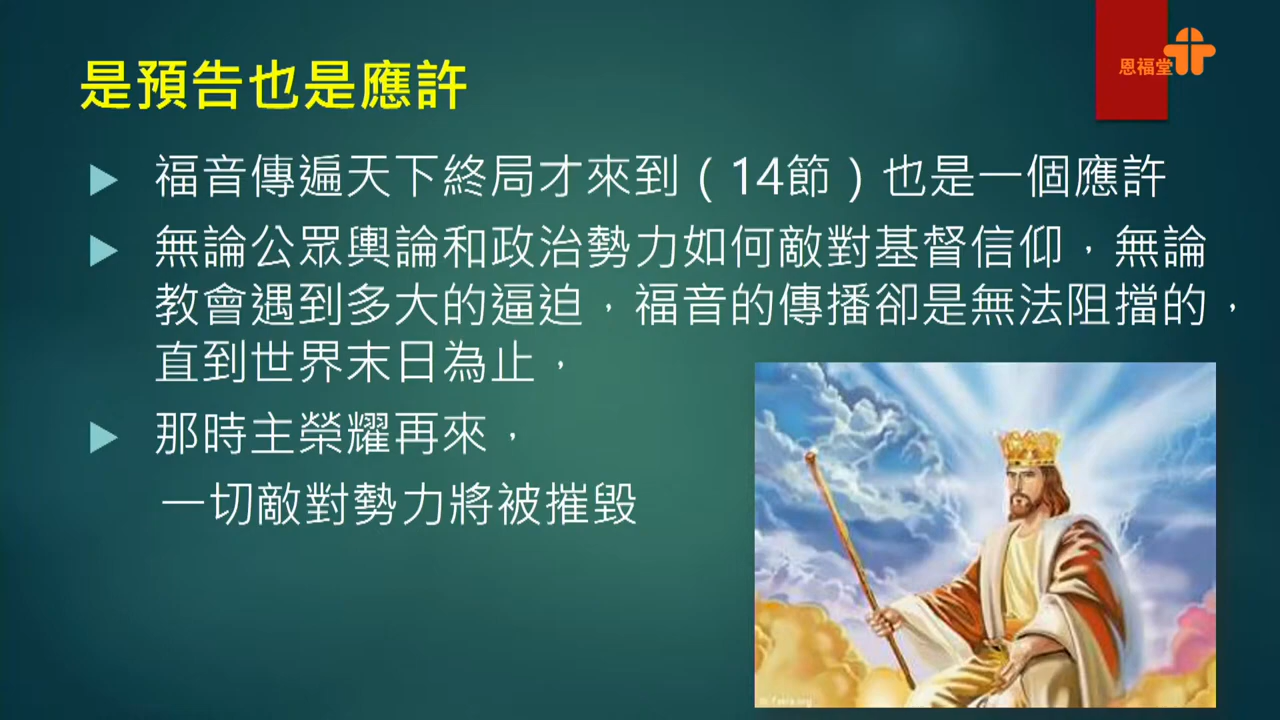 恩福堂
是預告也是應許
福音傳遍天下終局才來到(14節)也是一個應許
無論公眾輿論和政治勢力如何敵對基督信仰，無論
教會遇到多大的逼迫，福音的傳播卻是無法阻擋的，
直到世界末日為止，
那時主榮耀再來，
一切敵對勢力將被摧毀